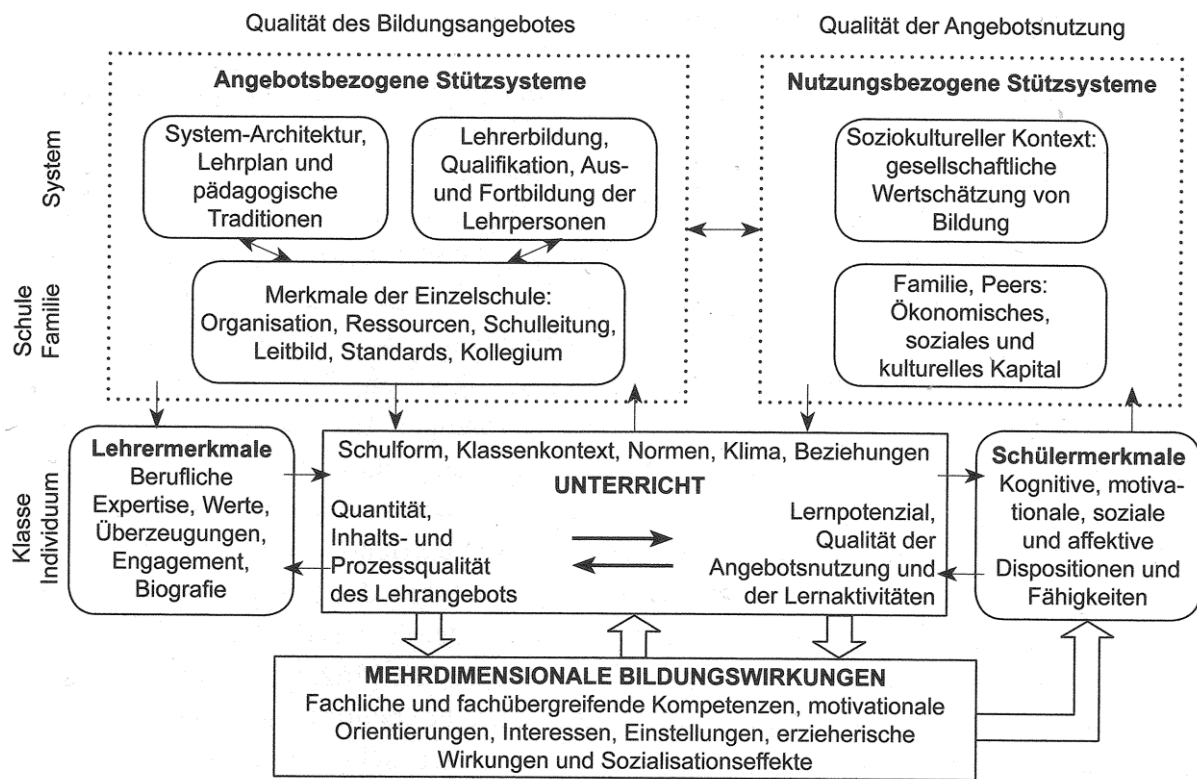 Qualität des Bildungsangebotes
Qualität der Angebotsnutzung
Angebotsbezogene Stützsysteme
Nutzungsbezogene Stützsysteme
System
System-Architektur,
Lehrplan und
pädagogische
Traditionen
Lehrerbildung,
Qualifikation, Aus-
und Fortbildung der
Lehrpersonen
Soziokultureller Kontext:
gesellschaftliche
Wertschätzung von
Bildung
Schule
Familie
Merkmale der Einzelschule:
Organisation, Ressourcen, Schulleitung,
Leitbild, Standards, Kollegium
Familie, Peers:
Ökonomisches,
soziales und
kulturelles Kapital
Klasse
Individuum
Lehrermerkmale
Berufliche
Expertise, Werte,
Überzeugungen,
Engagement,
Biografie
Schulform, Klassenkontext, Normen, Klima, Beziehungen
UNTERRICHT
Quantität,
Inhalts- und
Prozessqualität
des Lehrangebots
Lernpotenzial,
Qualität der
Angebotsnutzung und
der Lernaktivitäten
Schülermerkmale
Kognitive, motiva-
tionale, soziale
und affektive
Dispositionen und
Fähigkeiten
MEHRDIMENSIONALE BILDUNGSWIRKUNGEN
Fachliche und fachübergreifende Kompetenzen, motivationale
Orientierungen, Interessen, Einstellungen, erzieherische
Wirkungen und Sozialisationseffekte